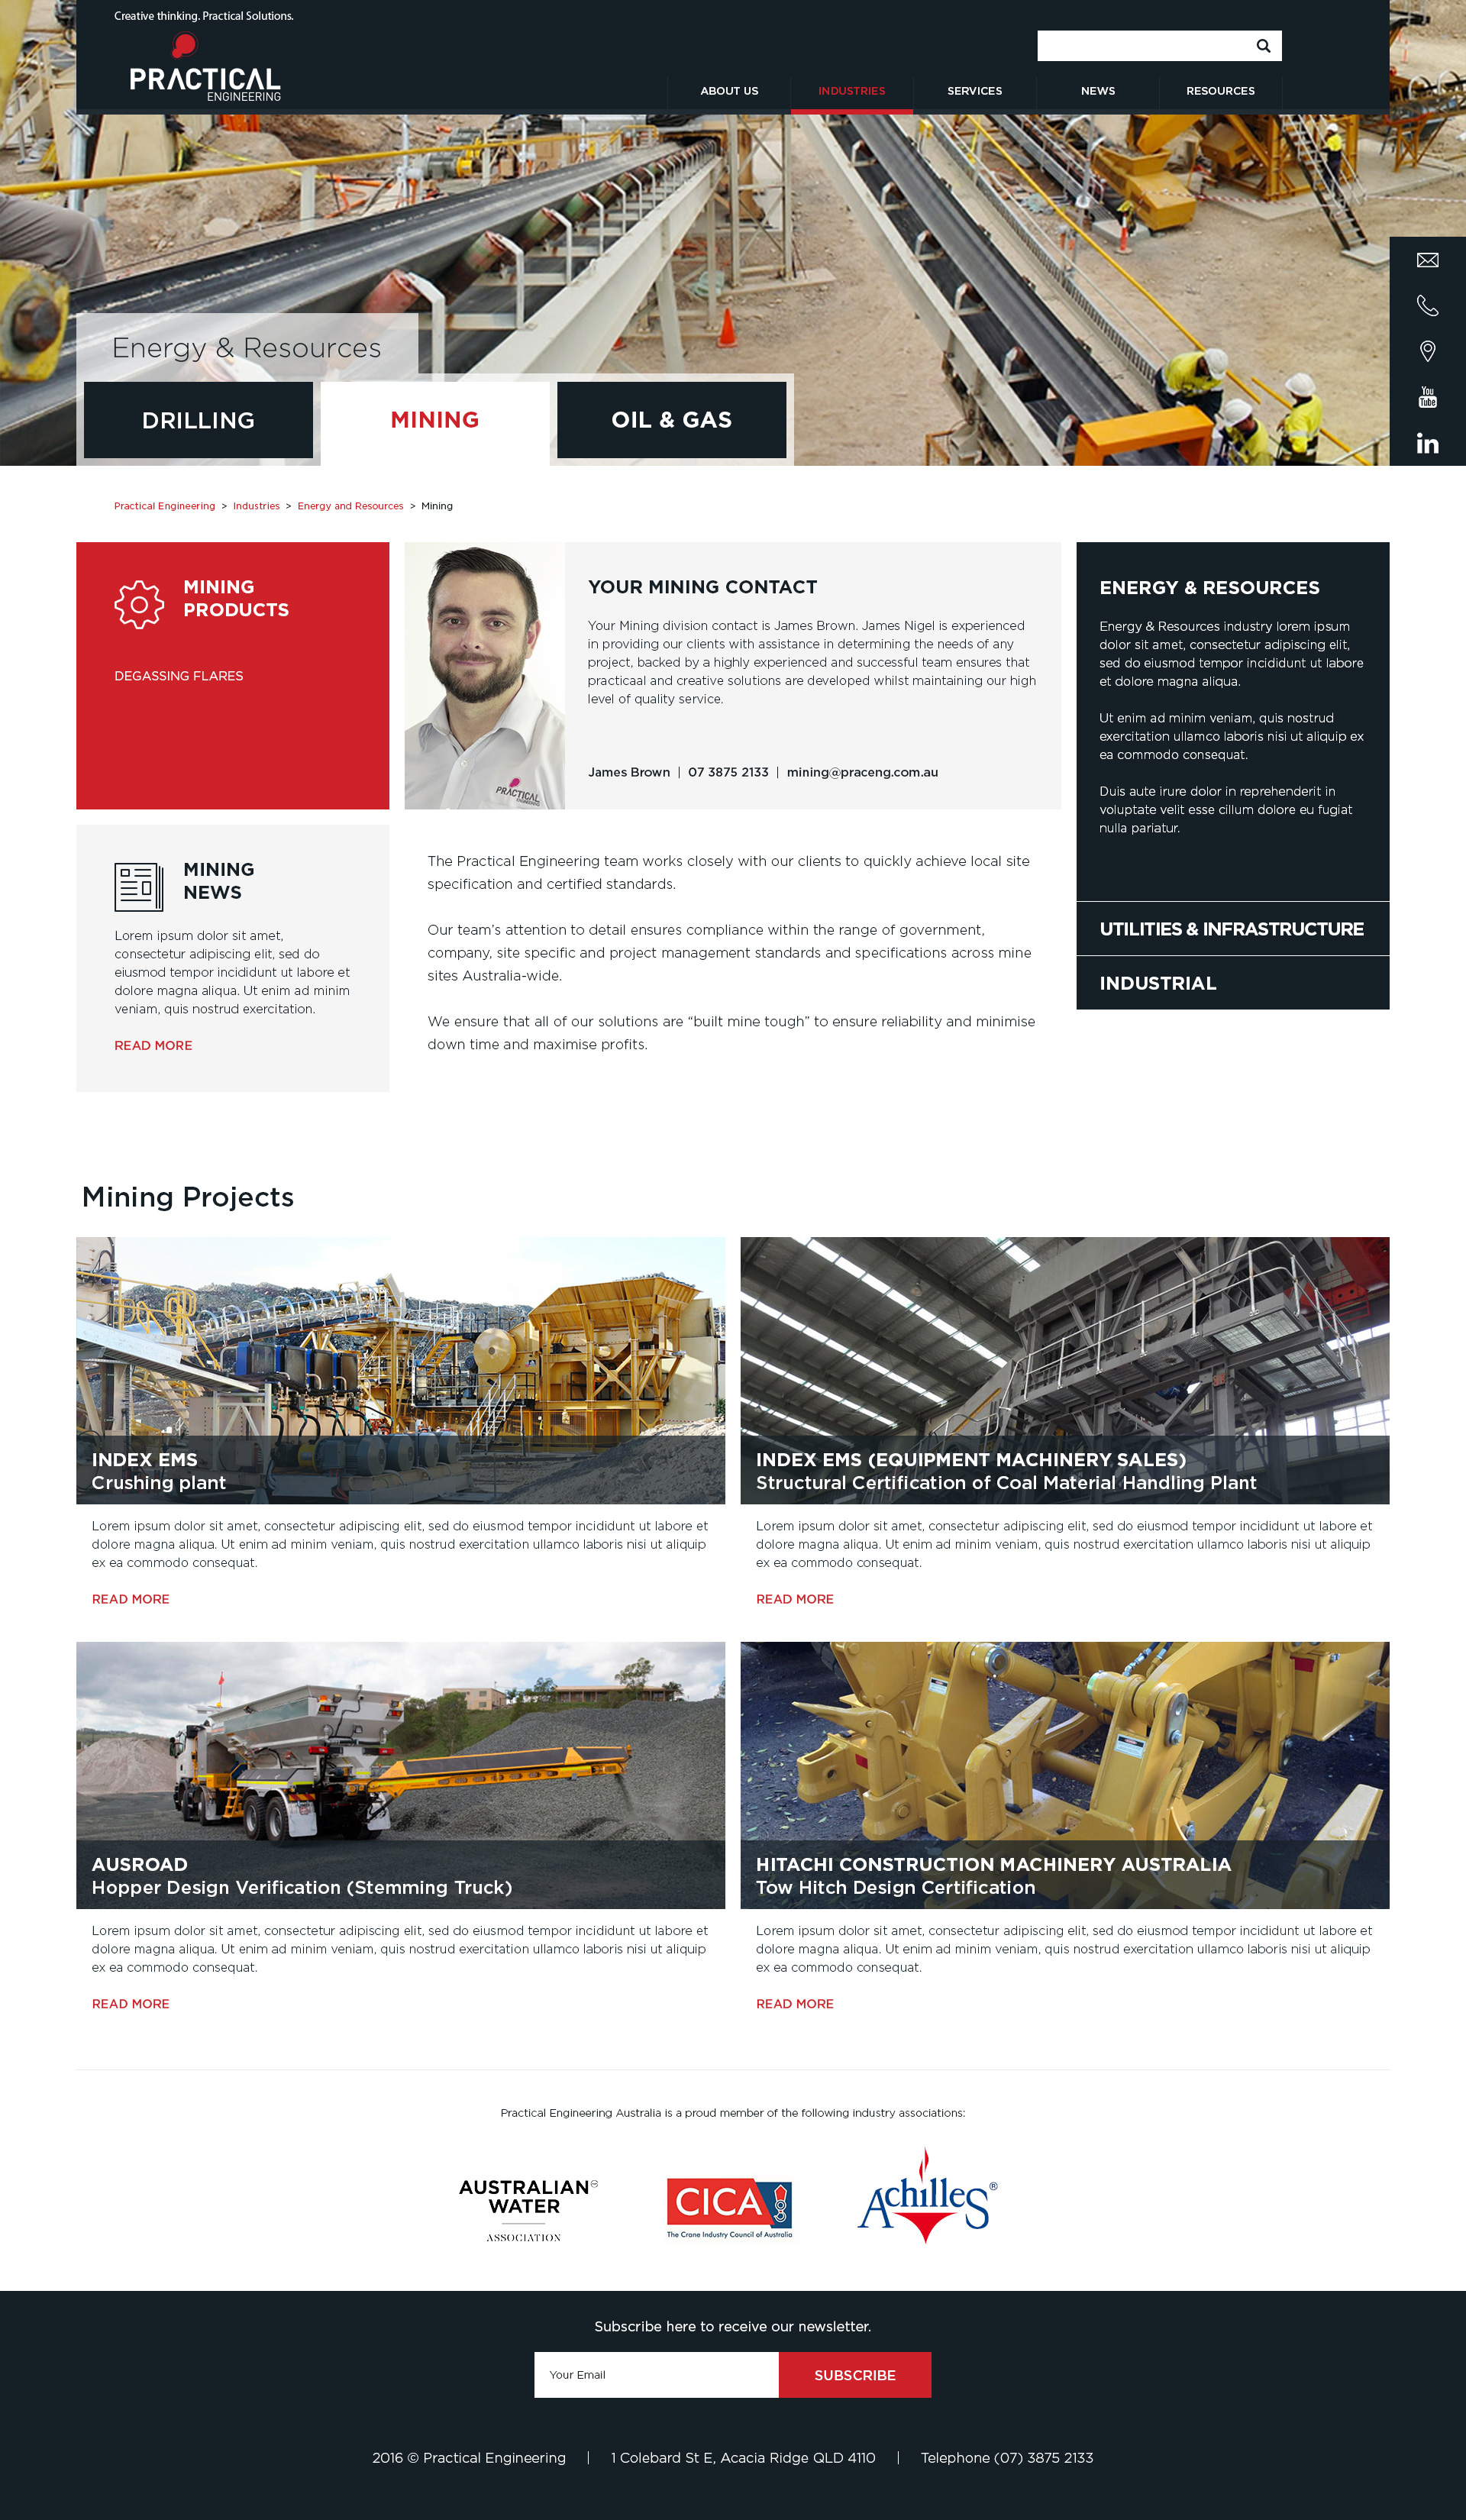 Creative thinking. Practical Solutions.
PRACTICAL
ENGINEERING
ABOUT US
INDUSTRIES
SERVICES
NEWS
RESOURCES
Energy & Resources
DRILLING
MINING
OIL & GAS
You
Tube
in
Practical Engineering > Industries > Energy and Resources > Mining
MINING
PRODUCTS
DEGASSING FLARES
PRACTICAL
YOUR MINING CONTACT
Your Mining division contact is James Brown. James Nigel is experienced
in providing our clients with assistance in determining the needs of any
project, backed by a highly experienced and successful team ensures that
practicaal and creative solutions are developed whilst maintaining our high
level of quality service.
James Brown | 07 3875 2133 | mining@praceng.com.au
ENERGY & RESOURCES
Energy & Resources industry lorem ipsum
dolor sit amet, consectetur adipiscing elit,
sed do eiusmod tempor incididunt ut labore
et dolore magna aliqua.
Ut enim ad minim veniam, quis nostrud
exercitation ullamco laboris nisi ut aliquip ex
ea commodo consequat.
Duis aute irure dolor in reprehenderit in
voluptate velit esse cillum dolore eu fugiat
nulla pariatur.
UTILITIES & INFRASTRUCTURE
INDUSTRIAL
MINING
NEWS
Lorem ipsum dolor sit amet,
consectetur adipiscing elit, sed do
eiusmod tempor incididunt ut labore et
dolore magna aliqua. Ut enim ad minim
veniam, quis nostrud exercitation.
READ MORE
The Practical Engineering team works closely with our clients to quickly achieve local site
specification and certified standards.
Our team’s attention to detail ensures compliance within the range of government,
company, site specific and project management standards and specifications across mine
sites Australia-wide.
We ensure that all of our solutions are “built mine tough” to ensure reliability and minimise
down time and maximise profits.
Mining Projects
INDEX EMS
Crushing plant
Lorem ipsum dolor sit amet, consectetur adipiscing elit, sed do eiusmod tempor incididunt ut labore et
dolore magna aliqua. Ut enim ad minim veniam, quis nostrud exercitation ullamco laboris nisi ut aliquip
ex ea commodo consequat.
READ MORE
INDEX EMS (EQUIPMENT MACHINERY SALES)
Structural Certification of Coal Material Handling Plant
Lorem ipsum dolor sit amet, consectetur adipiscing elit, sed do eiusmod tempor incididunt ut labore et
dolore magna aliqua. Ut enim ad minim veniam, quis nostrud exercitation ullamco laboris nisi ut aliquip
ex ea commodo consequat.
READ MORE
AUSROAD
Hopper Design Verification (Stemming Truck)
Lorem ipsum dolor sit amet, consectetur adipiscing elit, sed do eiusmod tempor incididunt ut labore et
dolore magna aliqua. Ut enim ad minim veniam, quis nostrud exercitation ullamco laboris nisi ut aliquip
ex ea commodo consequat.
READ MORE
HITACHI CONSTRUCTION MACHINERY AUSTRALIA
Tow Hitch Design Certification
Lorem ipsum dolor sit amet, consectetur adipiscing elit, sed do eiusmod tempor incididunt ut labore et
dolore magna aliqua. Ut enim ad minim veniam, quis nostrud exercitation ullamco laboris nisi ut aliquip
ex ea commodo consequat.
READ MORE
Practical Engineering Australia is a proud member of the following industry associations:
AUSTRALIAN
WATER
ASSOCIATION
CICA
The Crane Industry Council of Australia
Achilles®
Subscribe here to receive our newsletter.
Your Email
SUBSCRIBE
2016 © Practical Engineering | 1 Colebard St E, Acacia Ridge QLD 4110 | Telephone (07) 3875 2133